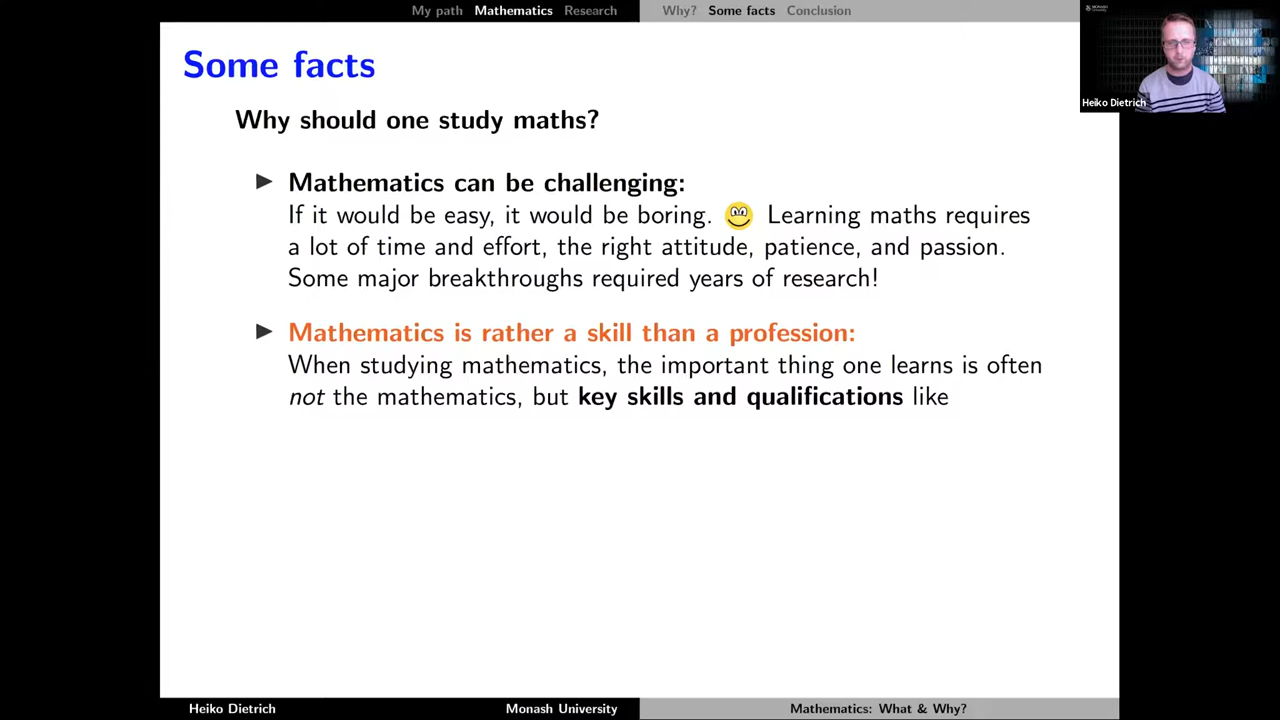 My path Mathematics Research Why? Some facts Conclusion
MONASH University
Heiko Dietrich
Some facts
Why should one study maths?
Mathematics can be challenging:
If it would be easy, it would be boring. Learning maths requires
a lot of time and effort, the right attitude, patience, and passion.
Some major breakthroughs required years of research!
Mathematics is rather a skill than a profession:
When studying mathematics, the important thing one learns is often
not the mathematics, but key skills and qualifications like
Heiko Dietrich Monash University Mathematics: What & Why?